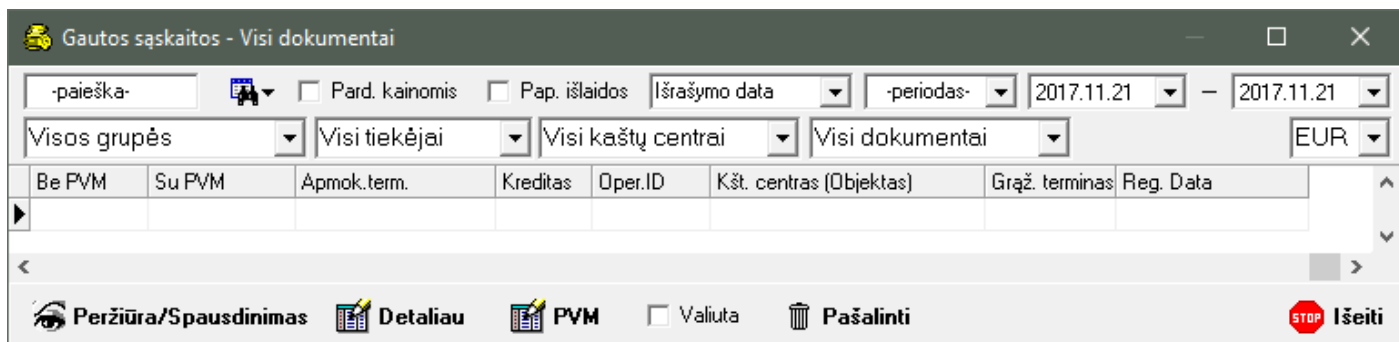 Gautos sąskaitos - Visi dokumentai
-paieška- Pard. kainomis Pap. išlaidos Išrašymo data -periodas- 2017.11.21 – 2017.11.21
Visos grupės Visi tiekėjai Visi kaštų centrai Visi dokumentai EUR
Be PVM Su PVM Apmok.term. Kreditas Oper.ID Kšt. centras (Objektas) Grąž. terminas Reg. Data
Peržiūra/Spausdinimas Detaliau PVM Valiuta Pašalinti STOP Išeiti